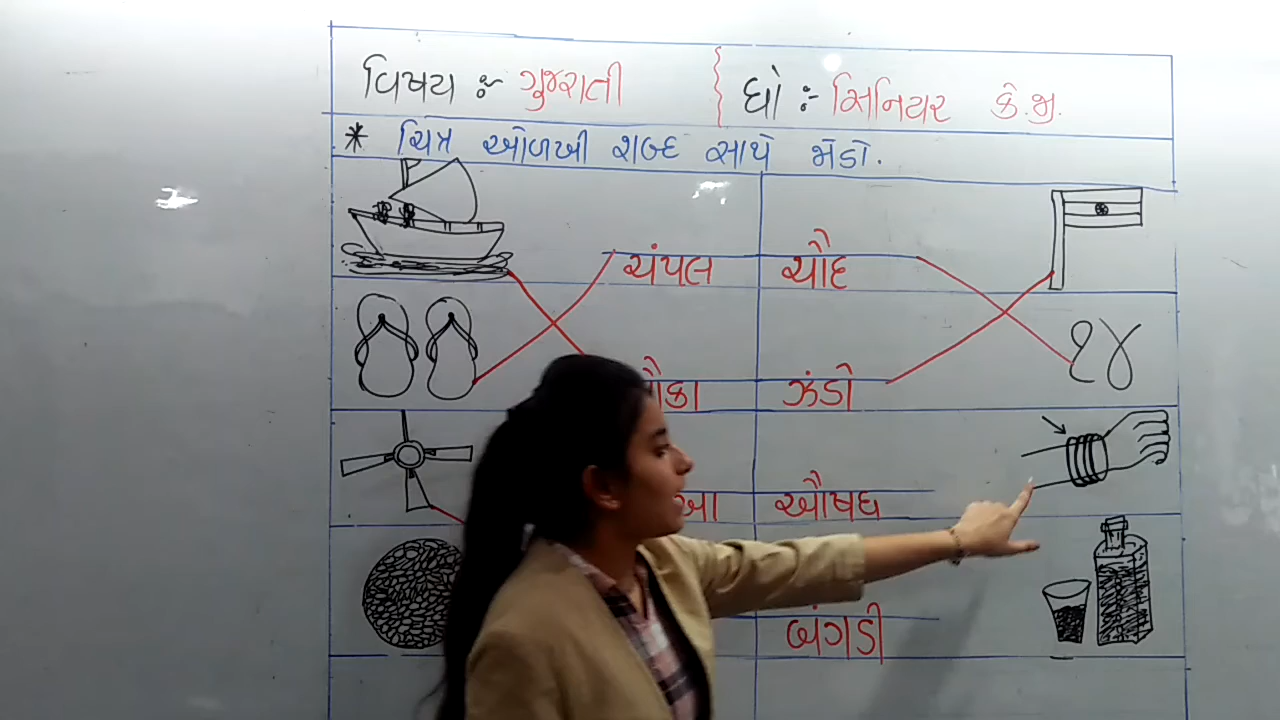 વિષય :- ગુજરાતી ધો :- સિનિયર કે.જી.
* ચિત્ર ઓળખી શબ્દ સાથે જોડો.
ચંપલ ચૌદ
ઝંડો ૧૪
ઔષધ
બંગડી